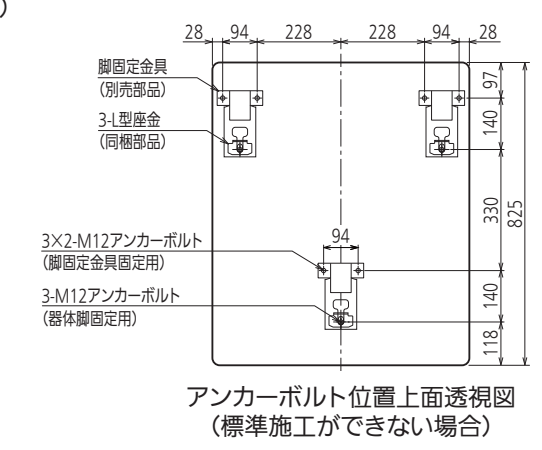 )
28 94 228 228 94 28
脚固定金具
(別売部品)
3-L型座金
(同梱部品)
97
140
330
825
3×2-M12アンカーボルト
(脚固定金具固定用)
94
3-M12アンカーボルト
(器体脚固定用)
140
118
アンカーボルト位置上面透視図
(標準施工ができない場合)